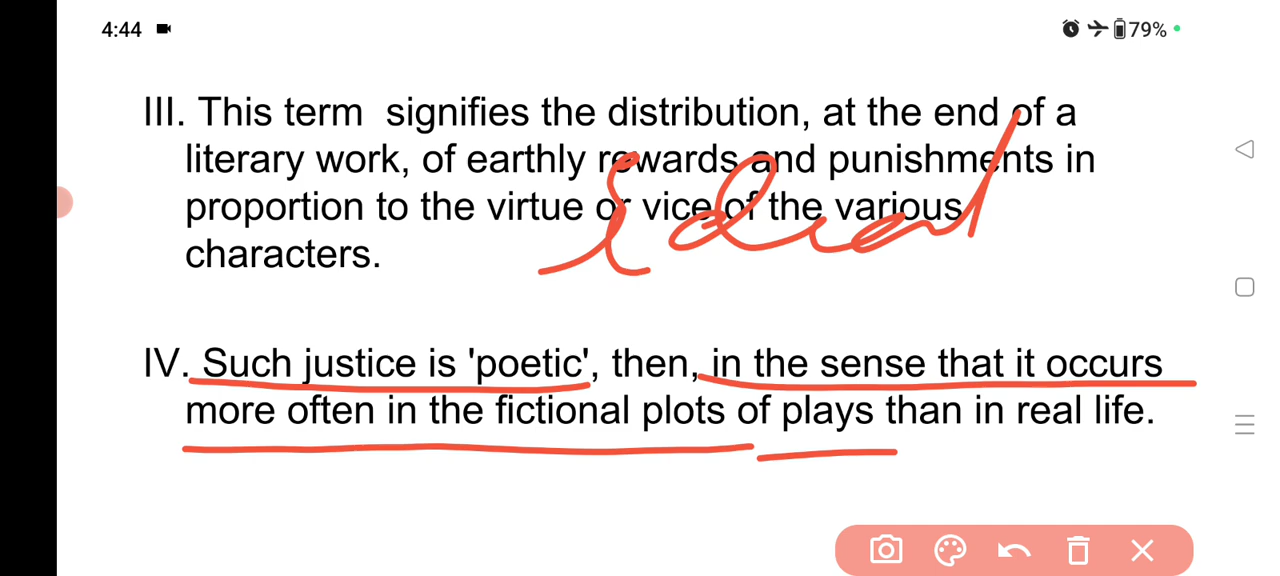 4:44 79%
III. This term signifies the distribution, at the end of a
literary work, of earthly rewards and punishments in
proportion to the virtue or vice of the various
characters.
Ideal
IV. Such justice is 'poetic', then, in the sense that it occurs
more often in the fictional plots of plays than in real life.